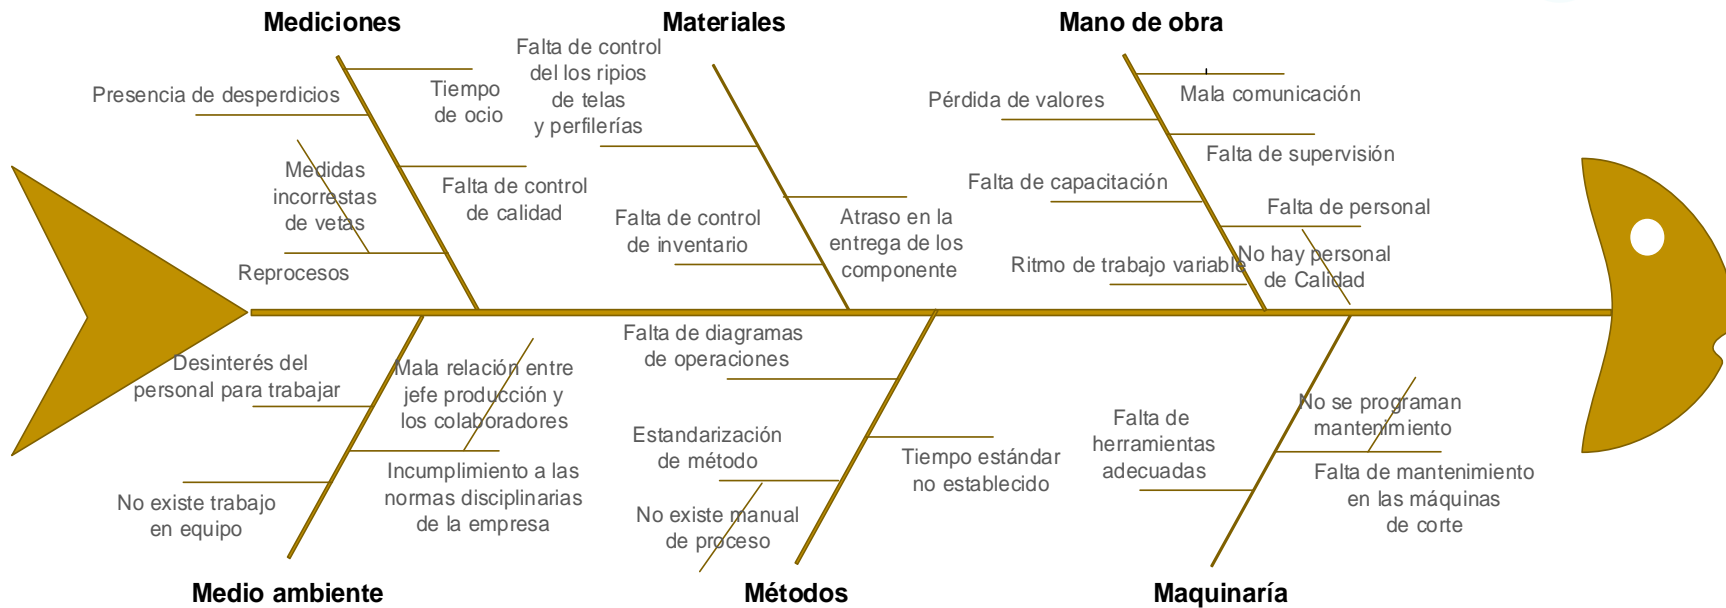 Mediciones
Materiales
Mano de obra
Presencia de desperdicios
Tiempo
de ocio
Medidas
incorrestas
de vetas
Falta de control
de calidad
Reprocesos
Falta de control
del los ripios
de telas
y perfilerías
Falta de control
de inventario
Atraso en la
entrega de los
componente
Pérdida de valores
Mala comunicación
Falta de supervisión
Falta de capacitación
Falta de personal
Ritmo de trabajo variable
No hay personal
de Calidad
Desinterés del
personal para trabajar
Mala relación entre
jefe producción y
los colaboradores
No existe trabajo
en equipo
Incumplimiento a las
normas disciplinarias
de la empresa
Falta de diagramas
de operaciones
Estandarización
de método
Tiempo estándar
no establecido
No existe manual
de proceso
Falta de
herramientas
adecuadas
No se programan
mantenimiento
Falta de mantenimiento
en las máquinas
de corte
Medio ambiente
Métodos
Maquinaría